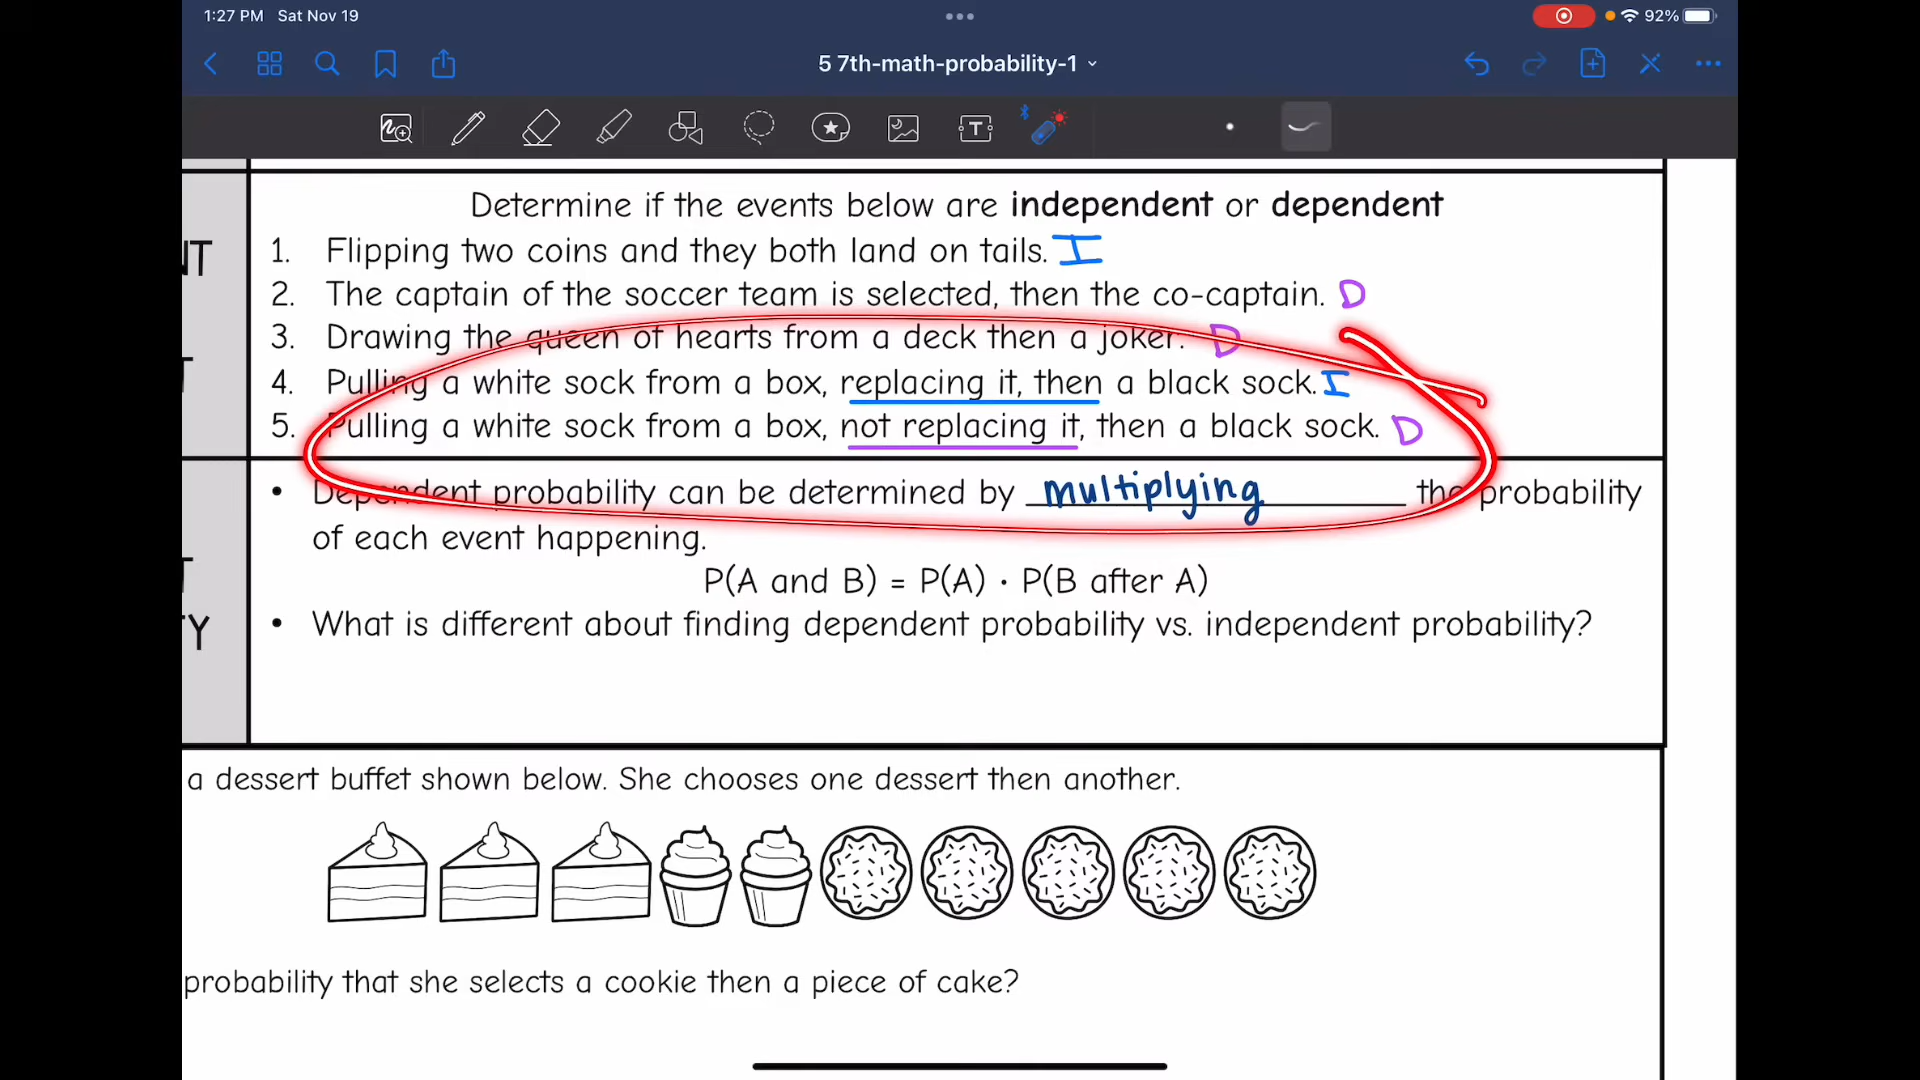 1:27 PM Sat Nov 19
92%
5 7th-math-probability-1
NT
T
T
TY
Determine if the events below are independent or dependent
1. Flipping two coins and they both land on tails. I
2. The captain of the soccer team is selected, then the co-captain. D
3. Drawing the queen of hearts from a deck then a joker. D
4. Pulling a white sock from a box, replacing it, then a black sock. I
5. Pulling a white sock from a box, not replacing it, then a black sock. D
• Dependent probability can be determined by multiplying the probability
of each event happening.
P(A and B) = P(A) · P(B after A)
• What is different about finding dependent probability vs. independent probability?
a dessert buffet shown below. She chooses one dessert then another.
probability that she selects a cookie then a piece of cake?